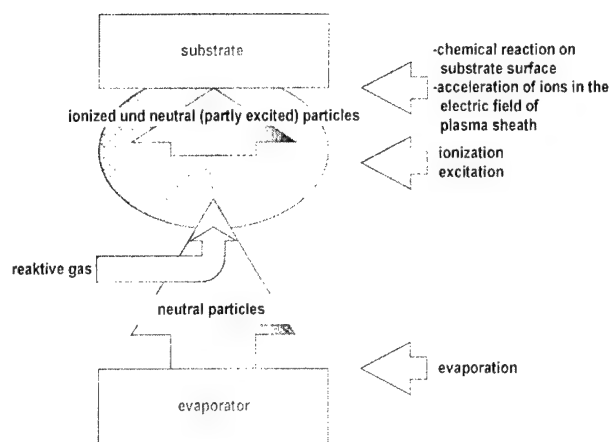 substrate
-chemical reaction on
substrate surface
-acceleration of ions in the
electric field of
plasma sheath
ionized und neutral (partly excited) particles
ionization
excitation
reaktive gas
neutral particles
evaporation
evaporator